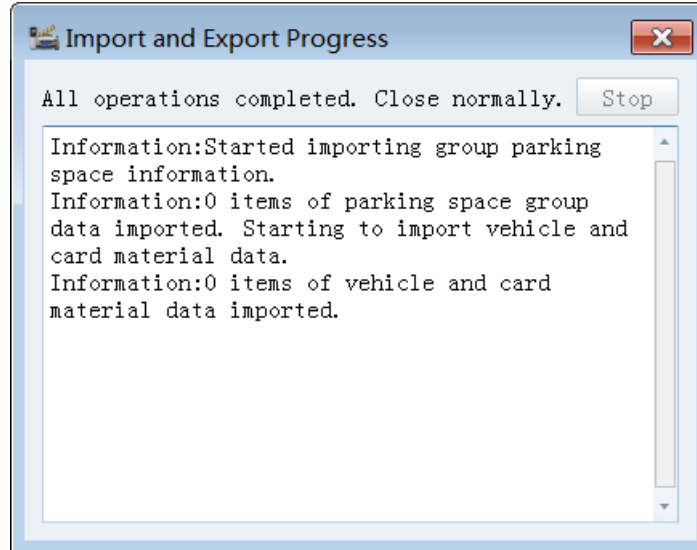 Import and Export Progress
All operations completed. Close normally.
Stop
Information:Started importing group parking
space information.
Information:0 items of parking space group
data imported. Starting to import vehicle and
card material data.
Information:0 items of vehicle and card
material data imported.